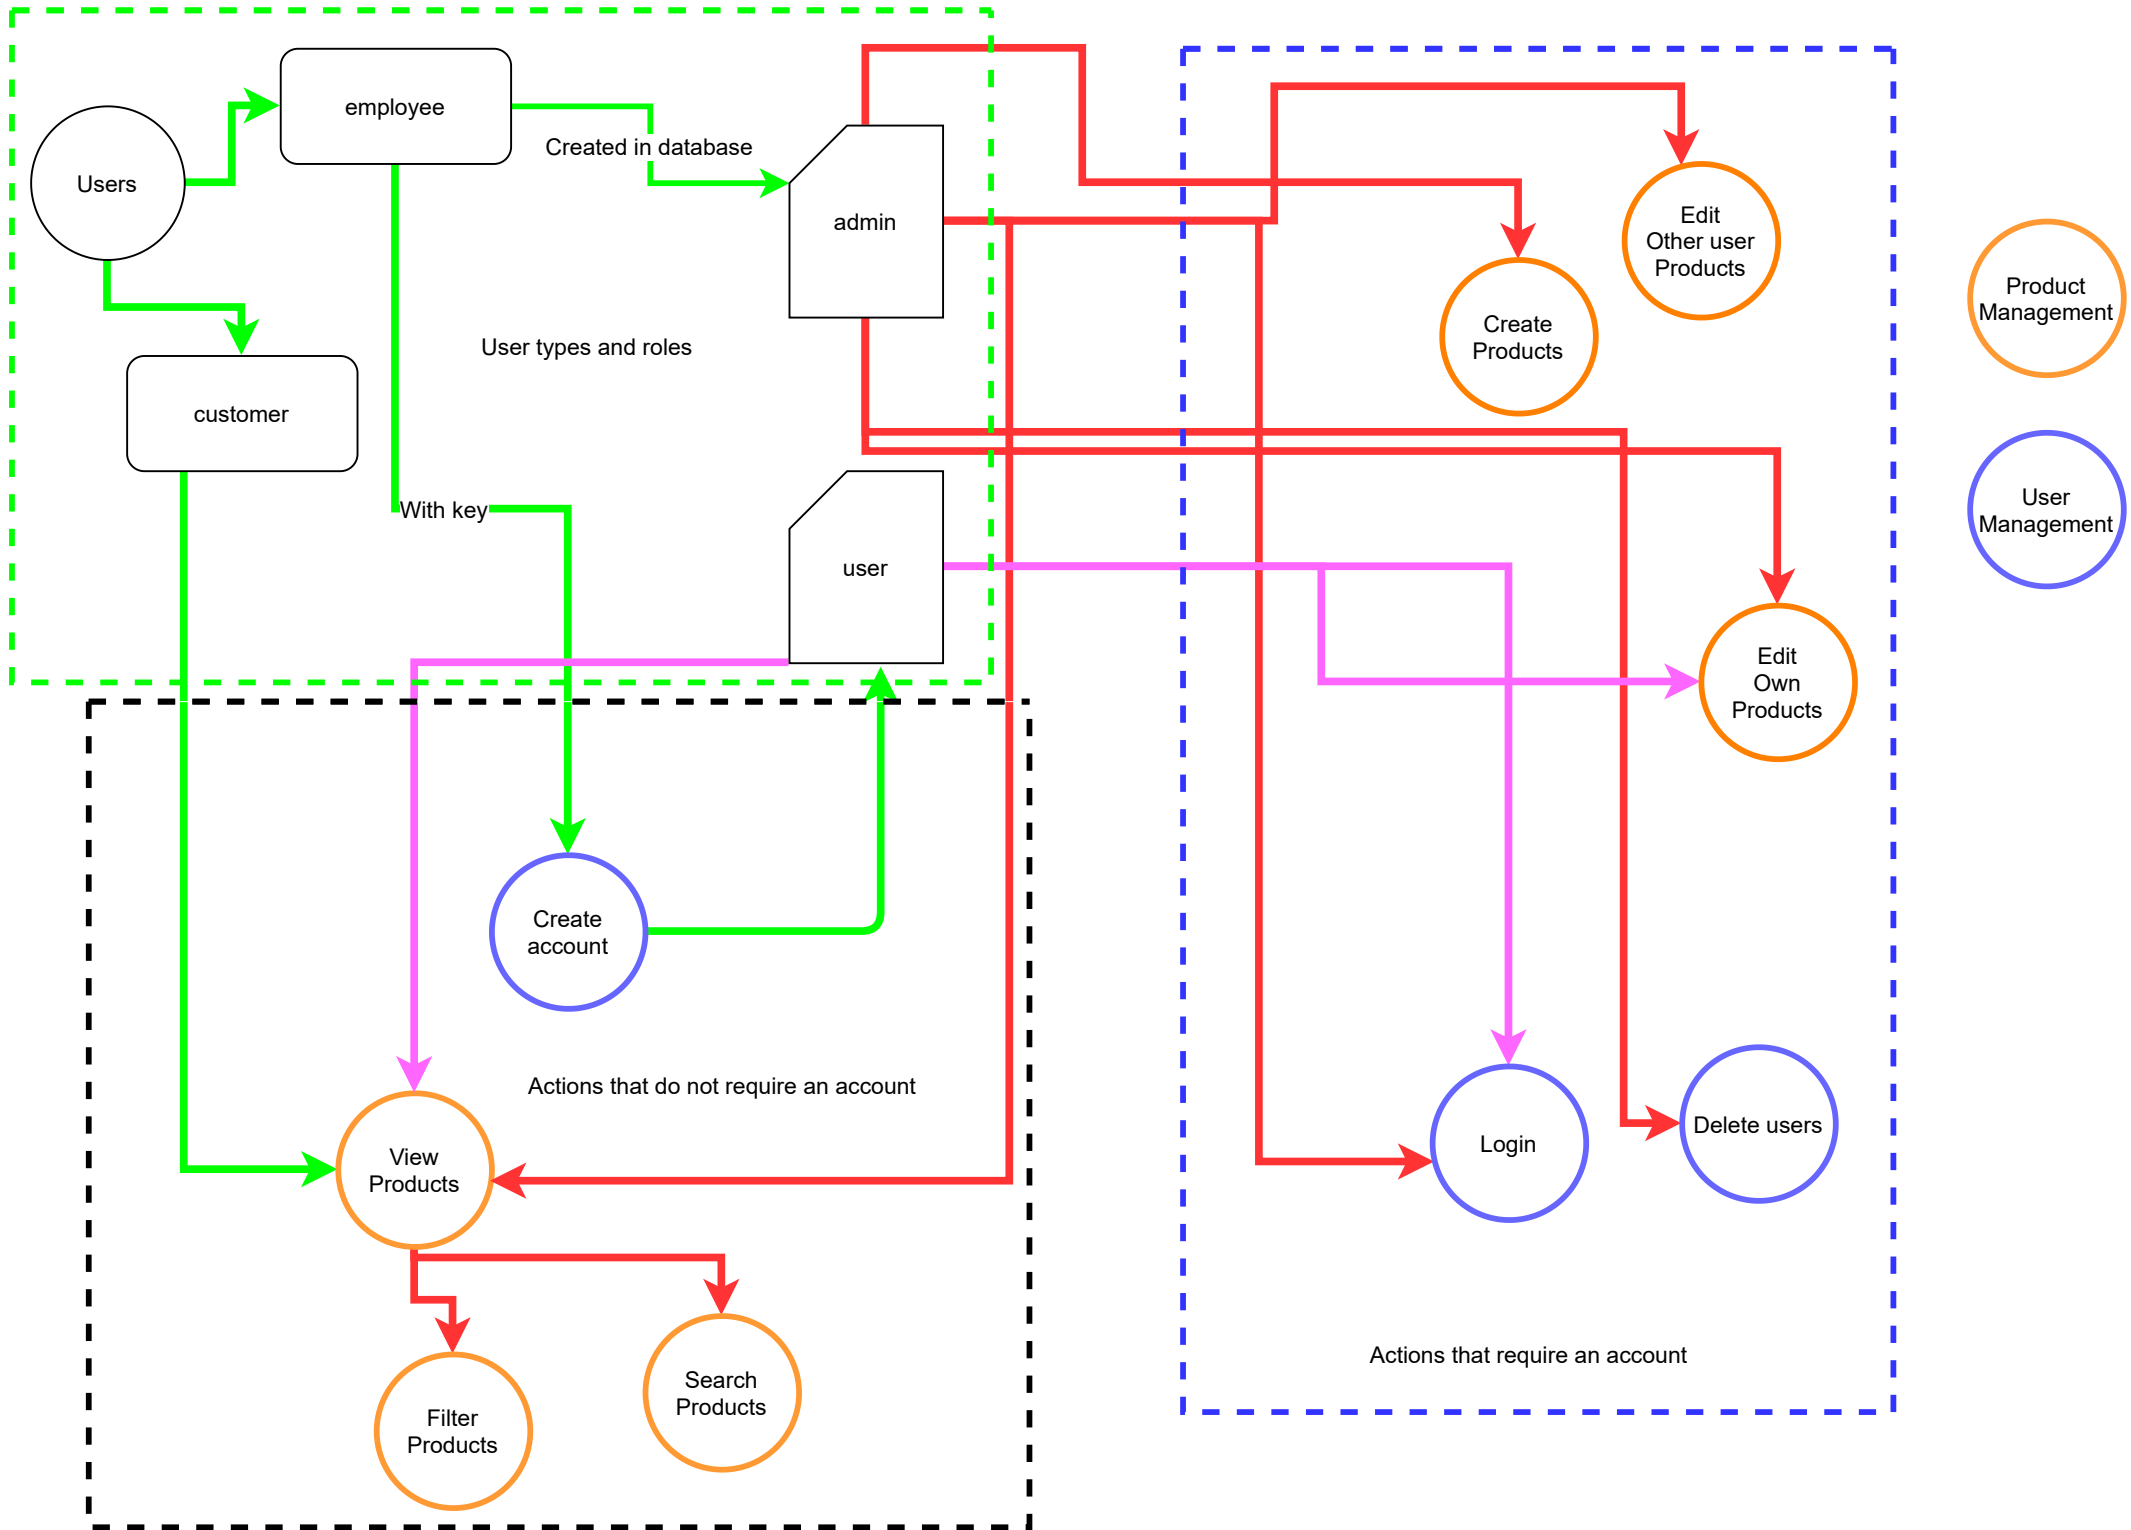 employee
Created in database
Users
admin
User types and roles
customer
With key
user
Edit
Other user
Products
Create
Products
Product
Management
User
Management
Edit
Own
Products
Create
account
Actions that do not require an account
View
Products
Login
Delete users
Search
Products
Filter
Products
Actions that require an account